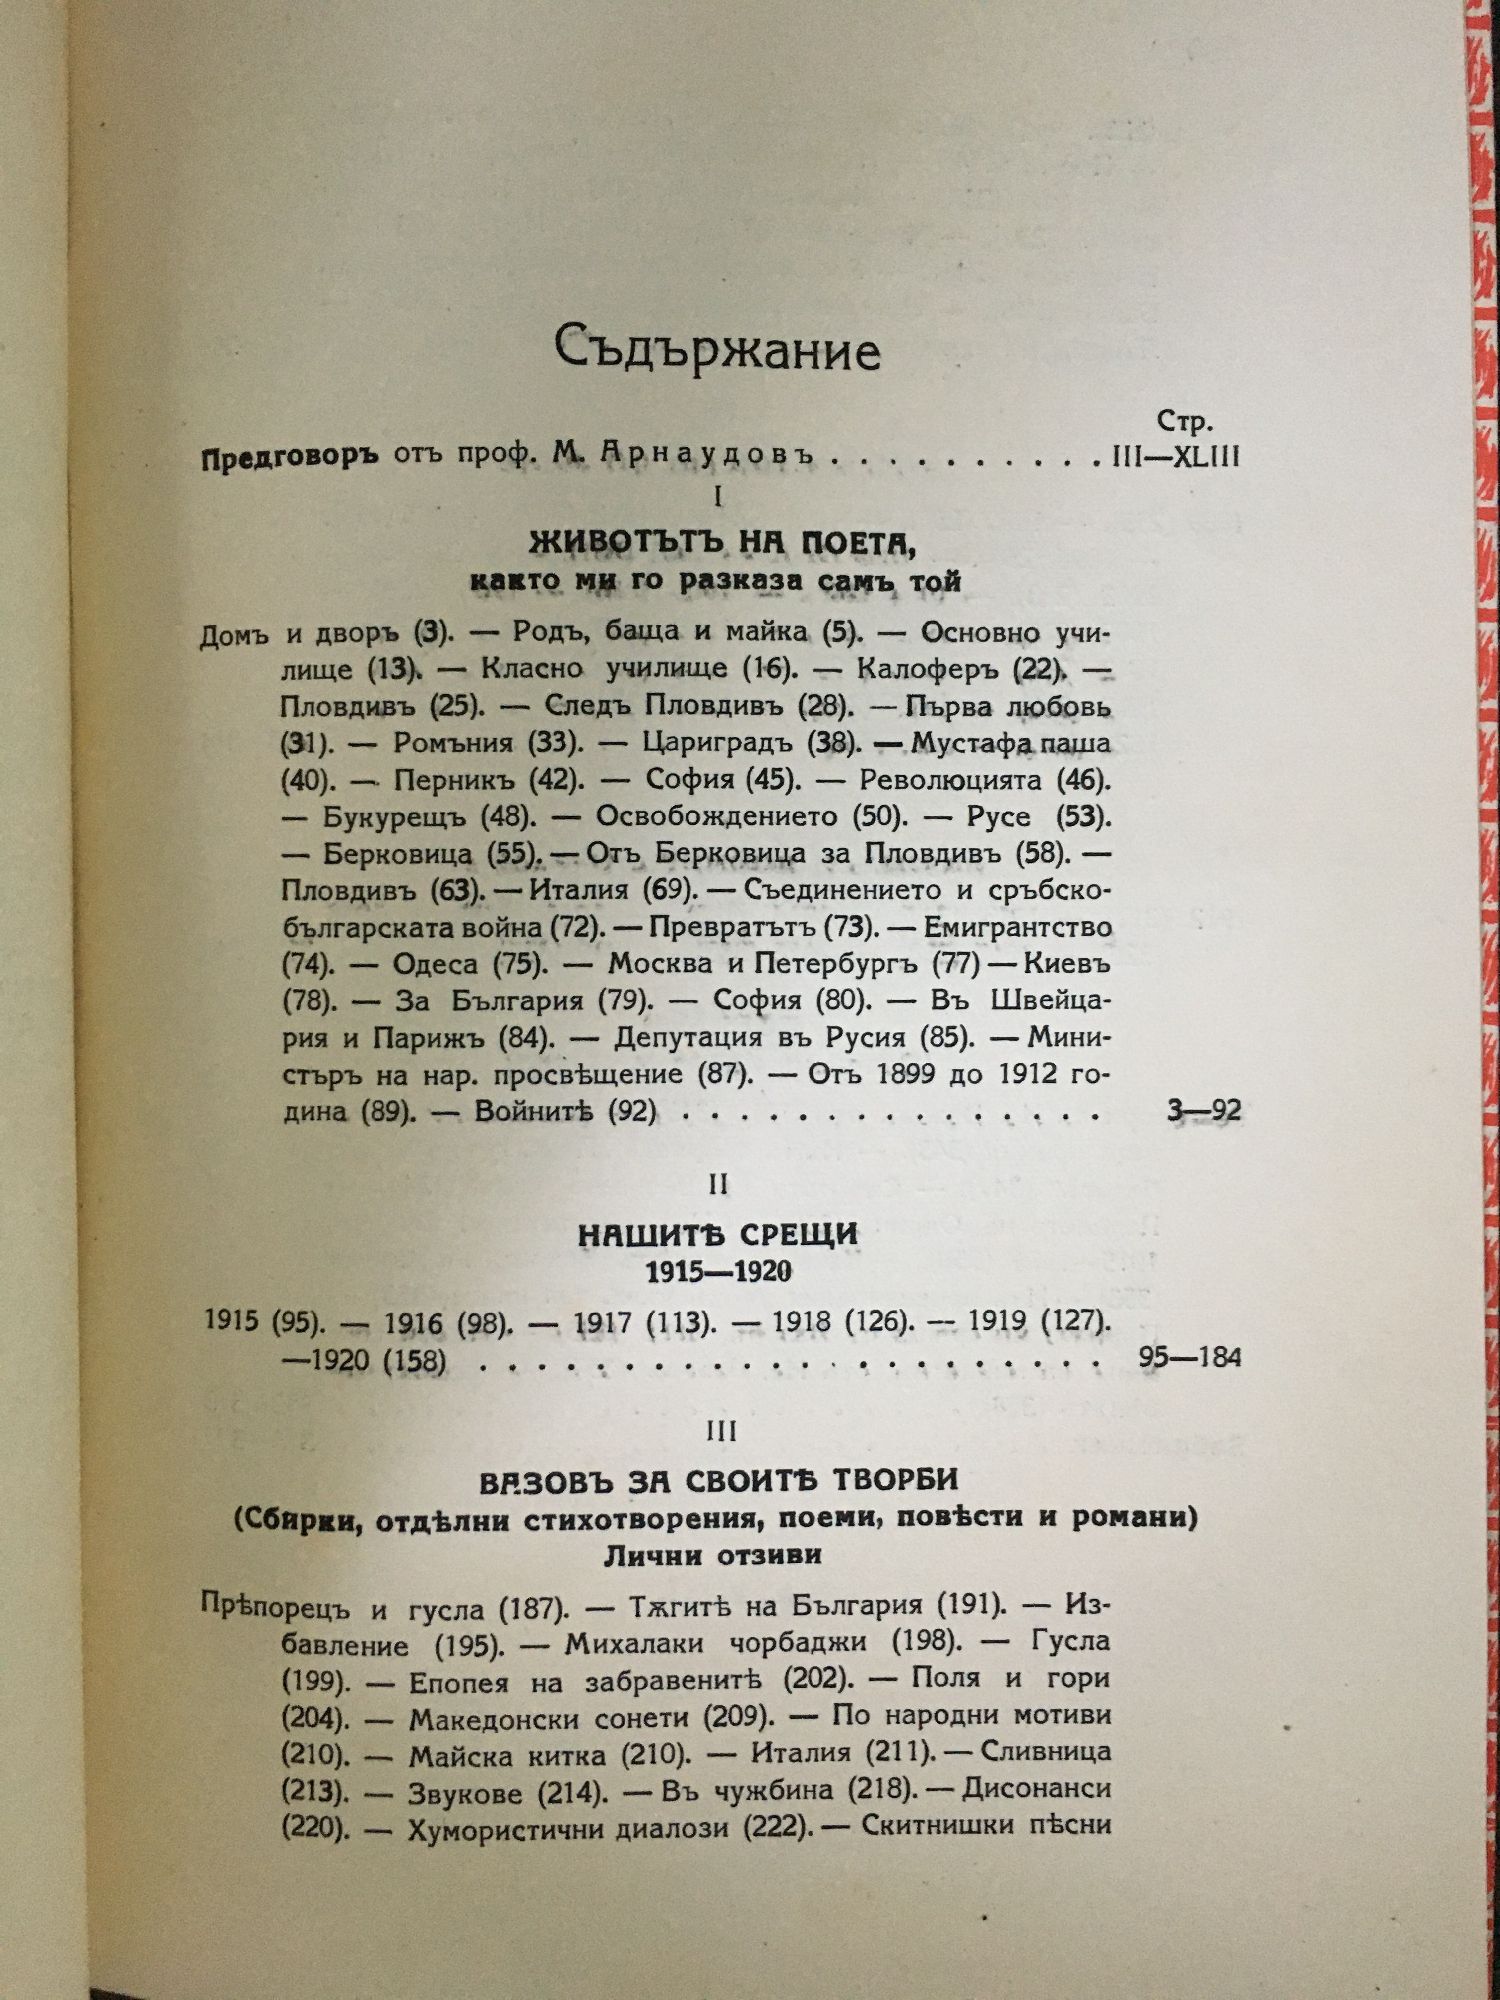 Съдържание
Стр.
Предговоръ отъ проф. М. Арнаудовъ . . . . . . . . . . III—XLIII
I
ЖИВОТЪТЪ НА ПОЕТА,
както ми го разказа самъ той
Домъ и дворъ (3). — Родъ, баща и майка (5). — Основно учи-
лище (13). — Класно училище (16). — Калоферъ (22). —
Пловдивъ (25). — Следъ Пловдивъ (28). — Първа любовь
(31). — Ромъния (33). — Цариградъ (38). — Мустафа паша
(40). — Перникъ (42). — София (45). — Революцията (46).
— Букурещъ (48). — Освобождението (50). — Русе (53).
— Берковица (55). — Отъ Берковица за Пловдивъ (58). —
Пловдивъ (63). — Италия (69). — Съединението и сръбско-
българската война (72). — Превратътъ (73). — Емигрантство
(74). — Одеса (75). — Москва и Петербургъ (77) — Киевъ
(78). — За България (79). — София (80). — Въ Швейца-
рия и Парижъ (84). — Депутация въ Русия (85). — Мини-
стъръ на нар. просвѣщение (87). — Отъ 1899 до 1912 го-
дина (89). — Войнитѣ (92) . . . . . . . . . . . . . . . 3—92
II
НАШИТѢ СРЕЩИ
1915—1920
1915 (95). — 1916 (98). — 1917 (113). — 1918 (126). — 1919 (127).
—1920 (158) . . . . . . . . . . . . . . . . . . . . . . 95—184
III
ВАЗОВЪ ЗА СВОИТѢ ТВОРБИ
(Сбирки, отдѣлни стихотворения, поеми, повѣсти и романи)
Лични отзиви
Прѣпорецъ и гусла (187). — Тѫгитѣ на България (191). — Из-
бавление (195). — Михалаки чорбаджи (198). — Гусла
(199). — Епопея на забравенитѣ (202). — Поля и гори
(204). — Македонски сонети (209). — По народни мотиви
(210). — Майска китка (210). — Италия (211). — Сливница
(213). — Звукове (214). — Въ чужбина (218). — Дисонанси
(220). — Хумористични диалози (222). — Скитнишки пѣсни